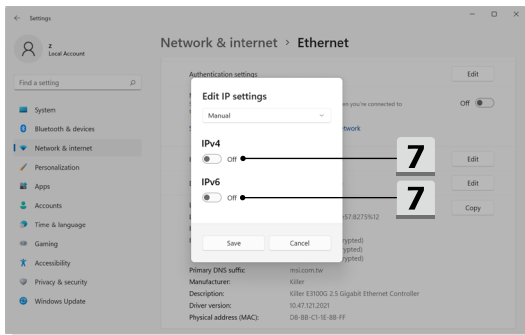 Settings
Z
Local Account
Find a setting
System
Bluetooth & devices
Network & internet
Personalization
Apps
Accounts
Time & language
Gaming
Accessibility
Privacy & security
Windows Update
Network & internet > Ethernet
Authentication settings
Edit
en you're connected to
Off
twork
Edit IP settings
Manual
IPv4
Off
7
IPv6
Off
7
Save
Cancel
Edit
Edit
Copy
e57:8275%12
rypted)
rypted)
rypted)
Primary DNS suffic
msi.com.tw
Manufacturer:
Killer
Description:
Killer E3100G 2.5 Gigabit Ethernet Controller
Driver version:
10.47.121,2021
Physical address (MAC):
D8-BB-C1-1E-8B-FF